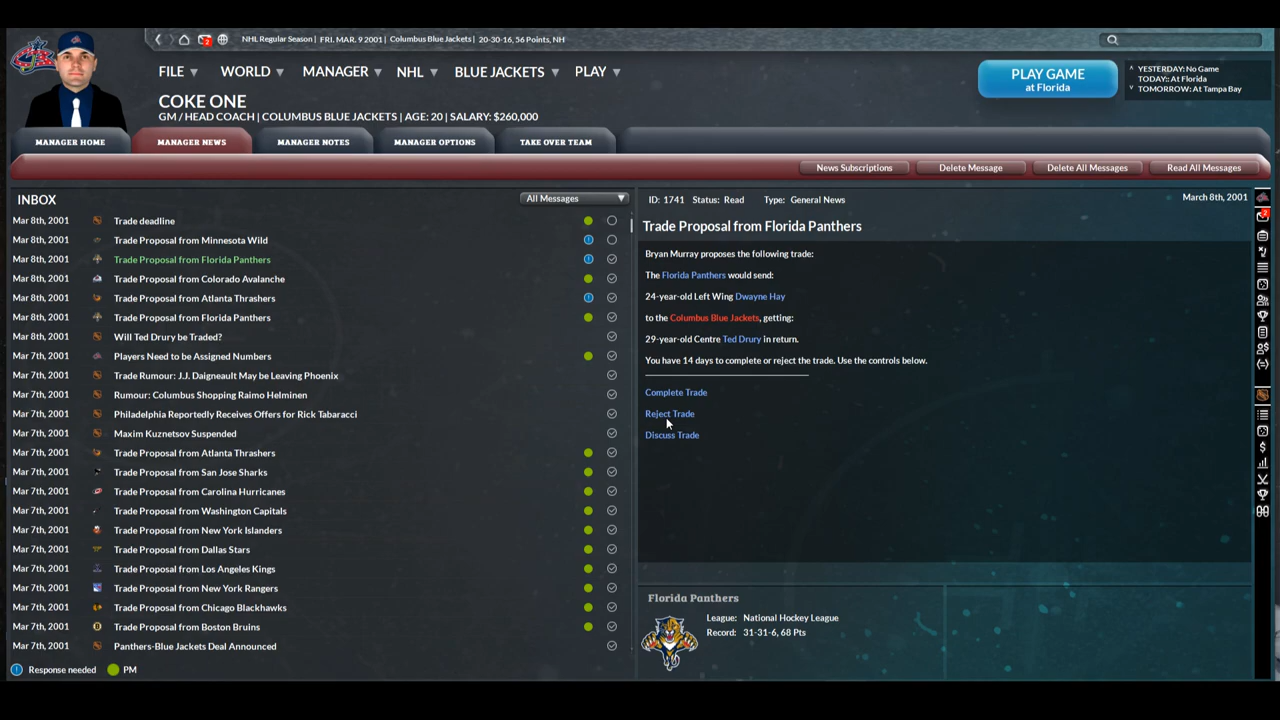 NHL Regular Season | FRI. MAR. 9 2001 | Columbus Blue Jackets | 20-30-16, 56 Points, NH
FILE WORLD MANAGER NHL BLUE JACKETS PLAY
PLAY GAME
at Florida
YESTERDAY: No Game
TODAY:: At Florida
TOMORROW: At Tampa Bay
COKE ONE
GM / HEAD COACH | COLUMBUS BLUE JACKETS | AGE: 20 | SALARY: $260,000
MANAGER HOME MANAGER NEWS MANAGER NOTES MANAGER OPTIONS TAKE OVER TEAM
News Subscriptions Delete Message Delete All Messages Read All Messages
INBOX All Messages
Mar 8th, 2001 Trade deadline
Mar 8th, 2001 Trade Proposal from Minnesota Wild
Mar 8th, 2001 Trade Proposal from Florida Panthers
Mar 8th, 2001 Trade Proposal from Colorado Avalanche
Mar 8th, 2001 Trade Proposal from Atlanta Thrashers
Mar 8th, 2001 Trade Proposal from Florida Panthers
Mar 8th, 2001 Will Ted Drury be Traded?
Mar 7th, 2001 Players Need to be Assigned Numbers
Mar 7th, 2001 Trade Rumour: J.J. Daigneault May be Leaving Phoenix
Mar 7th, 2001 Rumour: Columbus Shopping Raimo Helminen
Mar 7th, 2001 Philadelphia Reportedly Receives Offers for Rick Tabaracci
Mar 7th, 2001 Maxim Kuznetsov Suspended
Mar 7th, 2001 Trade Proposal from Atlanta Thrashers
Mar 7th, 2001 Trade Proposal from San Jose Sharks
Mar 7th, 2001 Trade Proposal from Carolina Hurricanes
Mar 7th, 2001 Trade Proposal from Washington Capitals
Mar 7th, 2001 Trade Proposal from New York Islanders
Mar 7th, 2001 Trade Proposal from Dallas Stars
Mar 7th, 2001 Trade Proposal from Los Angeles Kings
Mar 7th, 2001 Trade Proposal from New York Rangers
Mar 7th, 2001 Trade Proposal from Chicago Blackhawks
Mar 7th, 2001 Trade Proposal from Boston Bruins
Mar 7th, 2001 Panthers-Blue Jackets Deal Announced
Response needed PM
ID: 1741 Status: Read Type: General News March 8th, 2001
Trade Proposal from Florida Panthers
Bryan Murray proposes the following trade:
The Florida Panthers would send:
24-year-old Left Wing Dwayne Hay
to the Columbus Blue Jackets, getting:
29-year-old Centre Ted Drury in return.
You have 14 days to complete or reject the trade. Use the controls below.
Complete Trade
Reject Trade
Discuss Trade
Florida Panthers
League: National Hockey League
Record: 31-31-6, 68 Pts